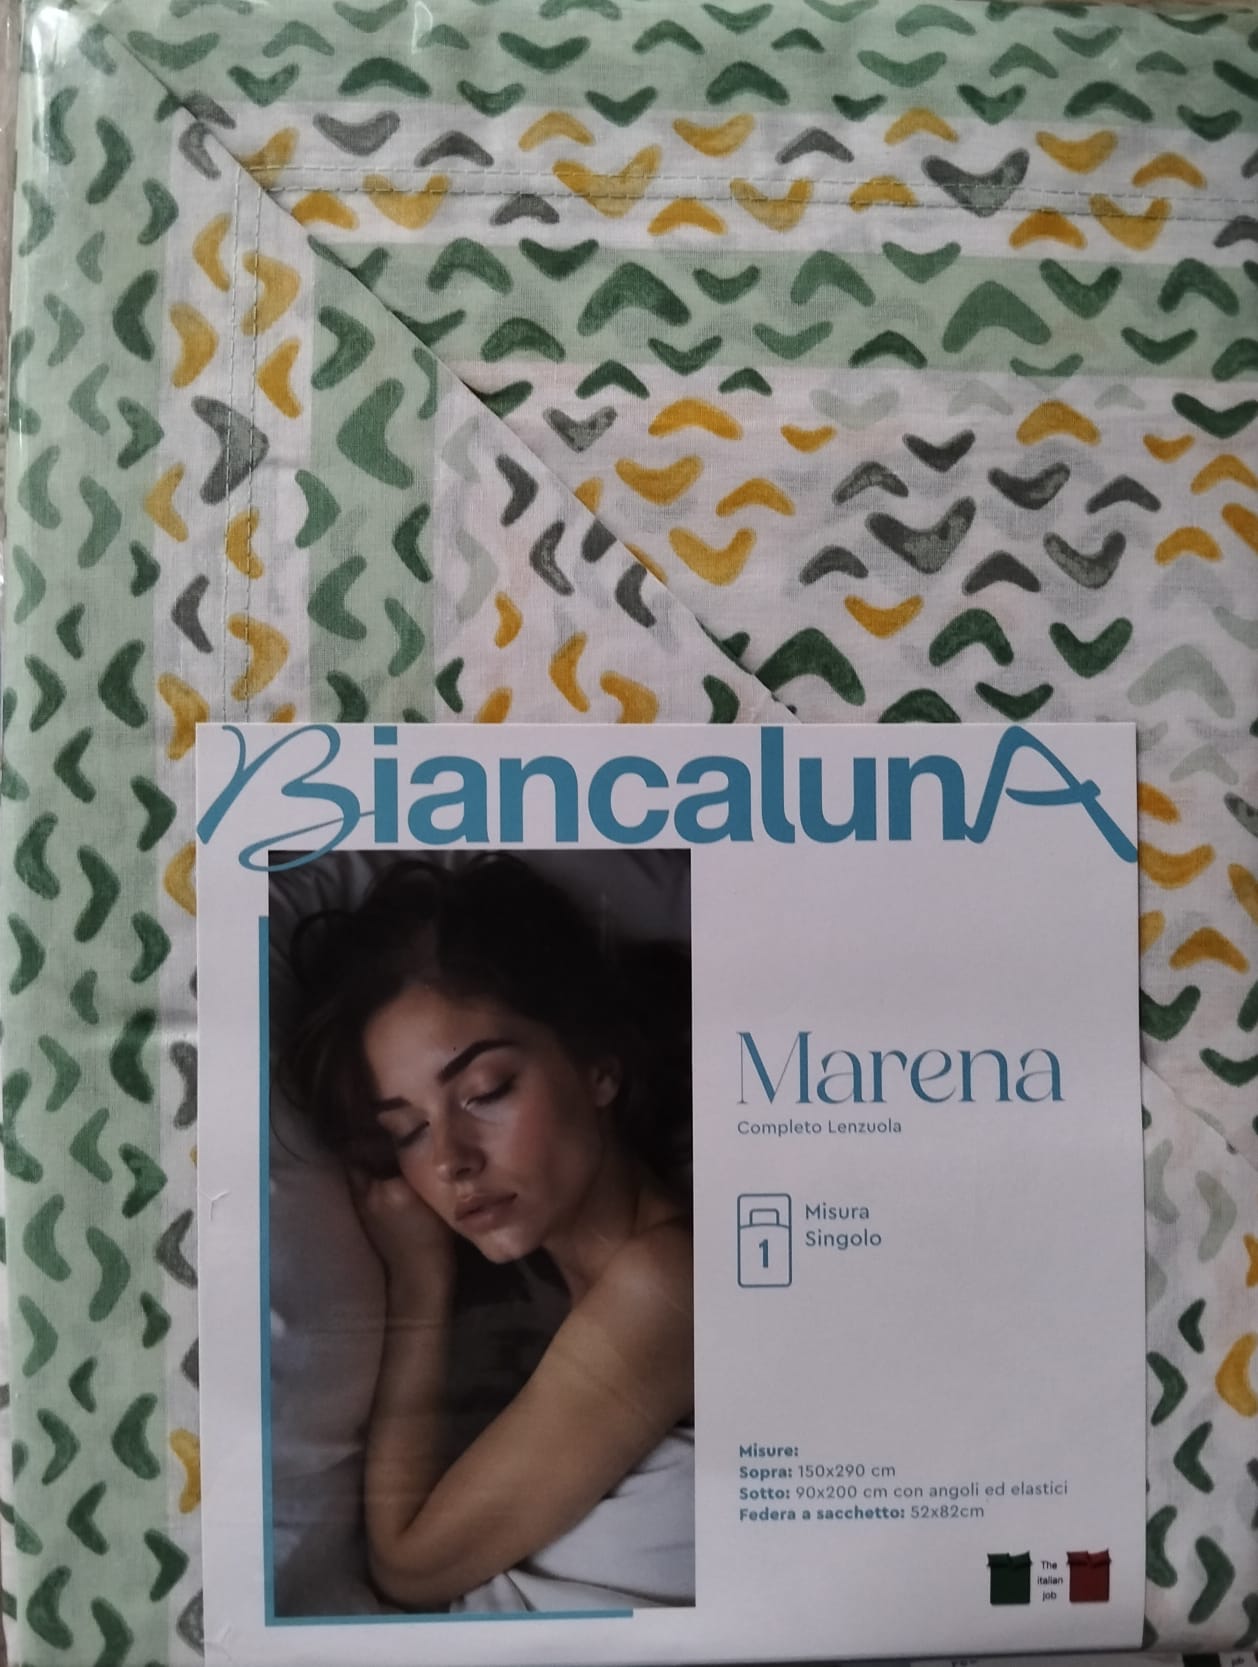 BiancalunA
Marena
Completo Lenzuola
1
Misura
Singolo
Misure:
Sopra: 150x290 cm
Sotto: 90x200 cm con angoli ed elastici
Federa a sacchetto: 52x82cm
The
italian
job